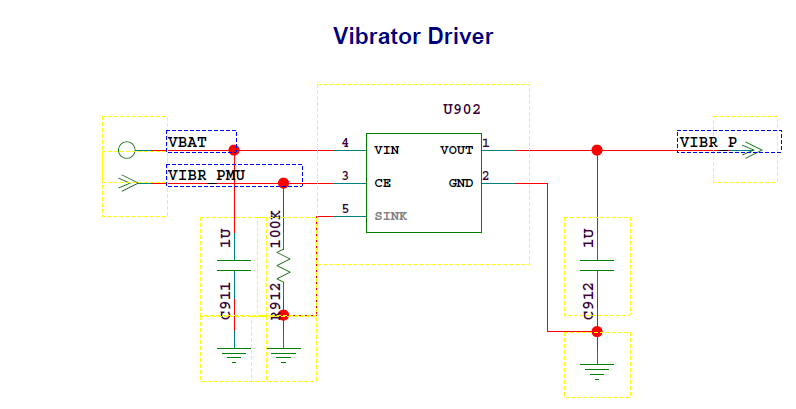 Vibrator Driver
U902
VBAT
4
VIN
VOUT
1
VIBR P
VIBR PMU
3
CE
GND
2
5
SINK
1U
C911
100K
R912
1U
C912